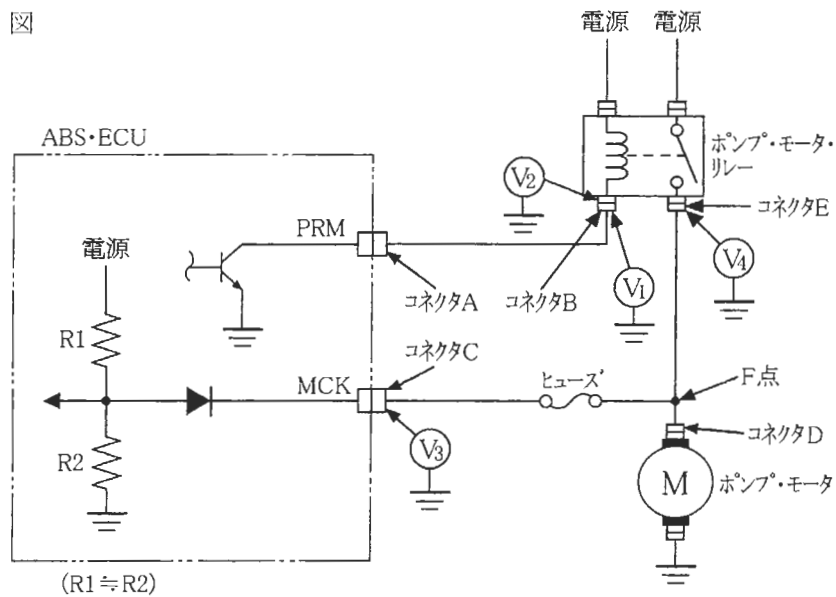 図
電源 電源
ABS・ECU
ポンプ・モータ・
リレー
V2
コネクタE
PRM
電源
V4
コネクタA
コネクタB
V1
R1
コネクタC
MCK
ヒューズ
F点
コネクタD
R2
V3
M
ポンプ・モータ
(R1≒R2)